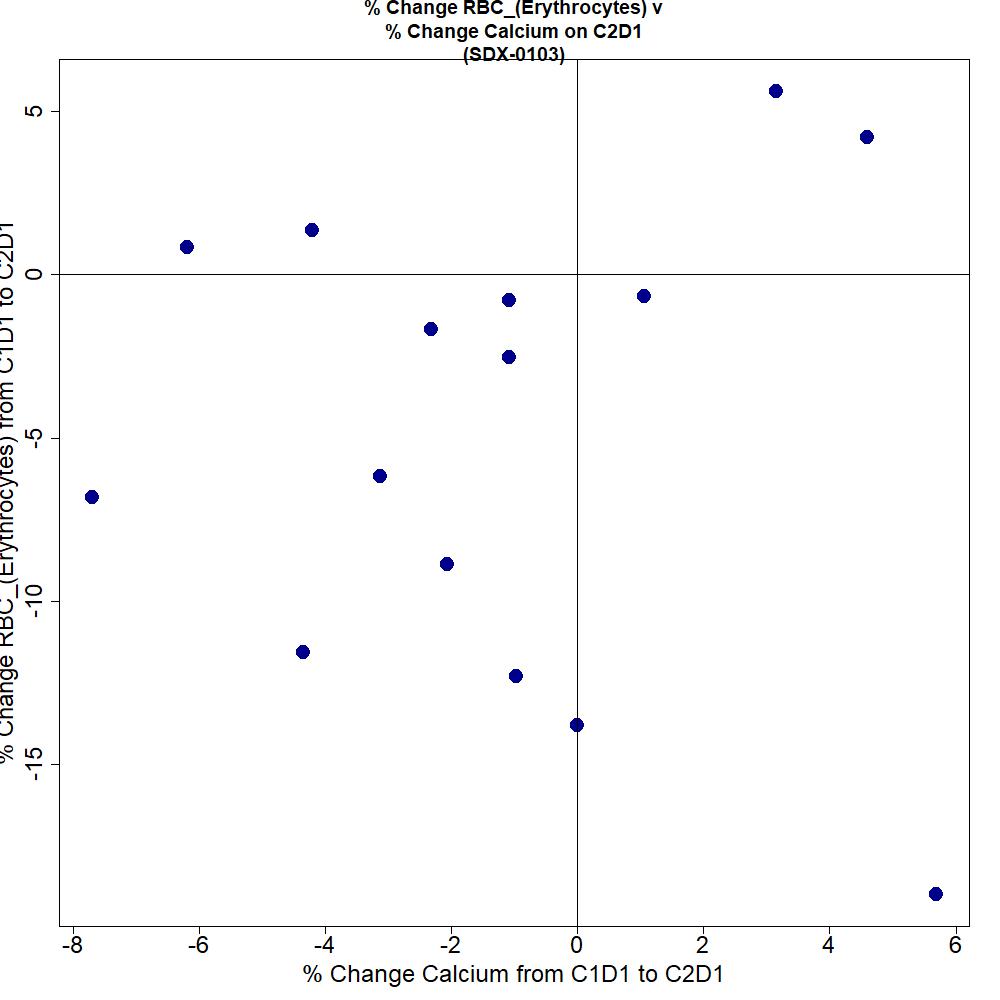 % Change RBC_(Erythrocytes) v
% Change Calcium on C2D1
(SDX-0103)
% Change RBC_(Erythrocytes) from C1D1 to C2D1
5
0
-5
-10
-15
-8
-6
-4
-2
0
2
4
6
% Change Calcium from C1D1 to C2D1